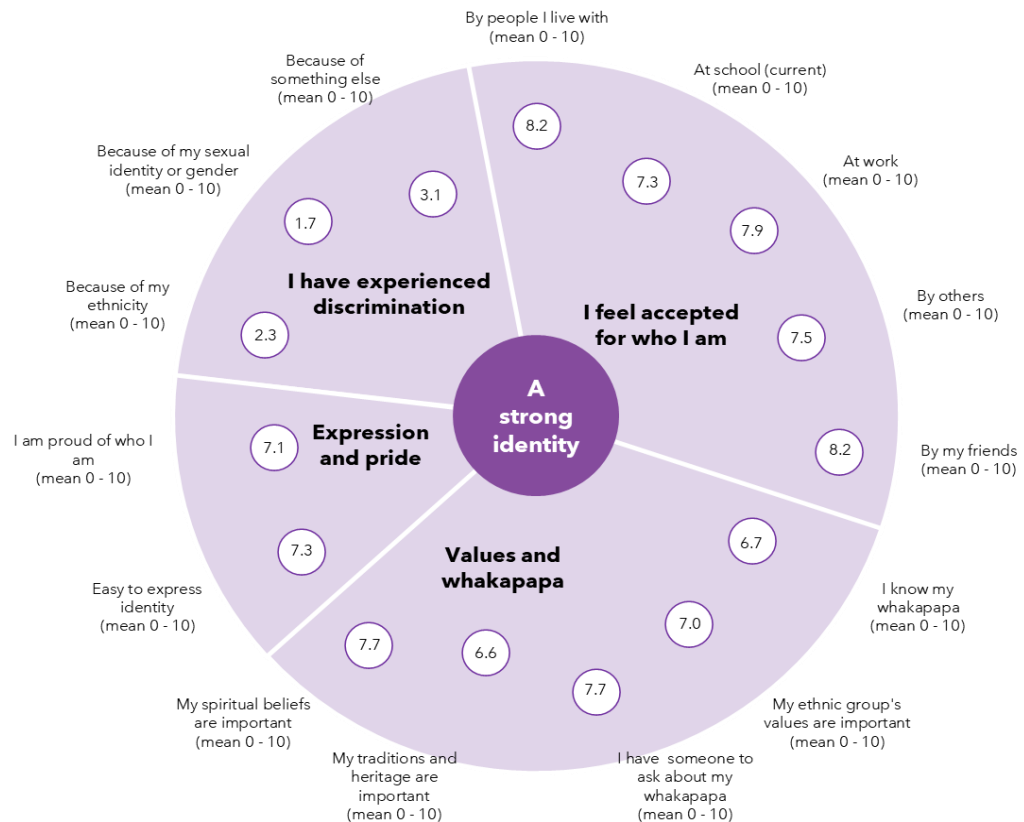 By people I live with
(mean 0 - 10)
At school (current)
(mean 0 - 10)
At work
(mean 0 - 10)
By others
(mean 0 - 10)
By my friends
(mean 0 - 10)
I know my
whakapapa
(mean 0 - 10)
My ethnic group's
values are important
(mean 0 - 10)
I have  someone to
ask about my
whakapapa
(mean 0 - 10)
My traditions and
heritage are
important
(mean 0 - 10)
My spiritual beliefs
are important
(mean 0 - 10)
Easy to express
identity
(mean 0 - 10)
I am proud of who I
am
(mean 0 - 10)
Because of my
ethnicity
(mean 0 - 10)
Because of my sexual
identity or gender
(mean 0 - 10)
Because of
something else
(mean 0 - 10)
8.2
7.3
7.9
7.5
8.2
I feel accepted
for who I am
6.7
7.0
7.7
6.6
7.7
Values and
whakapapa
7.3
7.1
Expression
and pride
2.3
1.7
3.1
I have experienced
discrimination
A
strong
identity